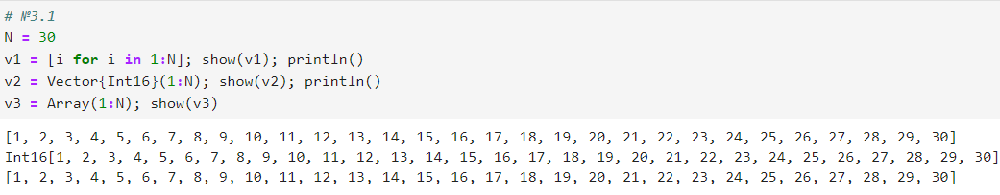 # №3.1
N = 30
v1 = [i for i in 1:N]; show(v1); println()
v2 = Vector{Int16}(1:N); show(v2); println()
v3 = Array(1:N); show(v3)
[1, 2, 3, 4, 5, 6, 7, 8, 9, 10, 11, 12, 13, 14, 15, 16, 17, 18, 19, 20, 21, 22, 23, 24, 25, 26, 27, 28, 29, 30]
Int16[1, 2, 3, 4, 5, 6, 7, 8, 9, 10, 11, 12, 13, 14, 15, 16, 17, 18, 19, 20, 21, 22, 23, 24, 25, 26, 27, 28, 29, 30]
[1, 2, 3, 4, 5, 6, 7, 8, 9, 10, 11, 12, 13, 14, 15, 16, 17, 18, 19, 20, 21, 22, 23, 24, 25, 26, 27, 28, 29, 30]